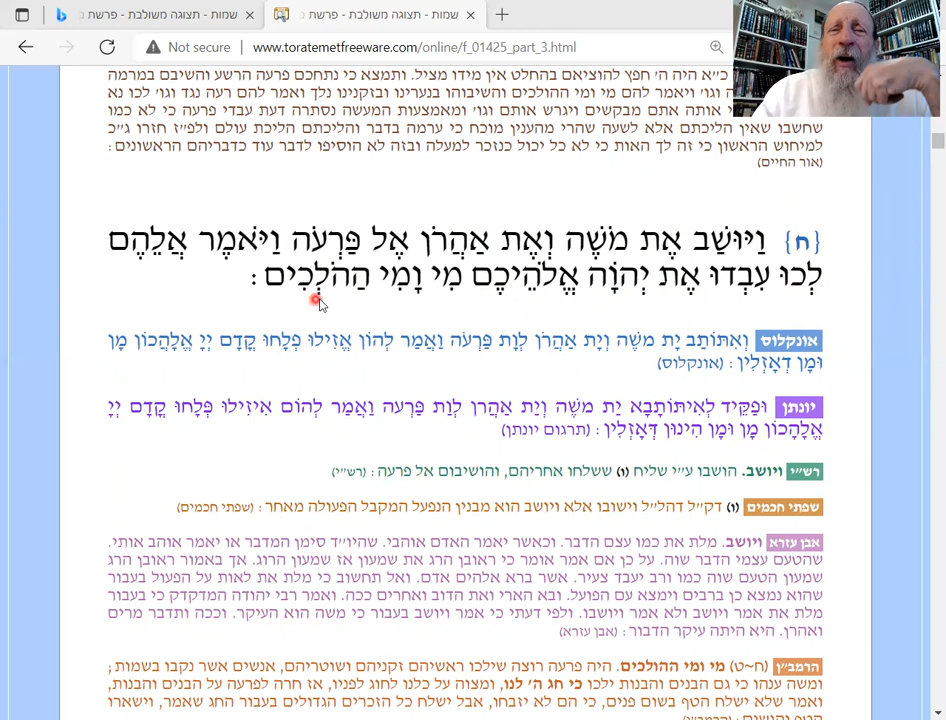 שמות - תצוגה משולבת - פרשת ב
שמות - תצוגה משולבת - פרשת ב
Not secure
www.toratemetfreeware.com/online/f_01425_part_3.html
כ״א היה ה׳ חפץ להוציאם בהחלט אין מידו מציל. ותמצא כי נתחכם פרעה הרשע והשיבם במרמה
וגו׳ ויאמר להם מי ומי ההולכים והשיבוהו בנערינו ובזקנינו נלך ואמר להם רעה נגד וגו׳ לכו נא
אותה אתם מבקשים ויגרש אותם וגו׳ ומאמצעות המעשה נסתרה דעת עבדי פרעה כי לא כמו
שחשבו שאין הליכתם אלא לשעה שהרי מהענין מוכח כי ערמה בדבר והליכתם הליכת עולם ולפ״ז חזרו ג״כ
למיחוש הראשון כי זה לך האות כי לא כל יכול כנזכר למעלה ובזה לא הוסיפו לדבר עוד כדבריהם הראשונים :
(אור החיים)
{ח} וַיּוּשַׁב אֶת מֹשֶׁה וְאֶת אַהֲרֹן אֶל פַּרְעֹה וַיֹּאמֶר אֲלֵהֶם
לְכוּ עִבְדוּ אֶת יְהוָֹה אֱלֹהֵיכֶם מִי וָמִי הַהֹלְכִים :
אונקלוס וְאִתּוֹתַב יָת משֶׁה וְיָת אַהֲרֹן לְוָת פַּרְעֹה וַאֲמַר לְהוֹן אֱזִילוּ פְלָחוּ קֳדָם יְיָ אֱלָהֲכוֹן מָן
וּמָן דְּאָזְלִין : (אונקלוס)
יונתן וּפַקֵיד לְאִיתּוֹתָבָא יַת משֶׁה וְיַת אַהֲרן לְוַת פַּרְעה וַאֲמַר לְהוֹם אִיזִילוּ פְּלָחוּ קֳדָם יְיָ
אֱלָהָכוֹן מָן וּמָן הִינוּן דְּאָזְלִין : (תרגום יונתן)
רש״י ויושב. הושבו ע״י שליח (ו) ששלחו אחריהם, והושיבום אל פרעה : (רש״י)
שפתי חכמים (ו) דק״ל דהל״ל וישובו אלא ויושב הוא מבנין הנפעל המקבל הפעולה מאחר : (שפתי חכמים)
אבן עזרא ויושב. מלת את כמו עצם הדבר. וכאשר יאמר האדם אוהבי. שהיו״ד סימן המדבר או יאמר אוהב אותי.
שהטעם עצמי הדבר שוה. על כן אם אמר אומר כי ראובן הרג את שמעון אז שמעון הרוג. אך באמור ראובן הרג
שמעון הטעם שוה כמו ורב יעבד צעיר. אשר ברא אלהים אדם. ואל תחשוב כי מלת את לאות על הפעול בעבור
שהוא נמצא כן ברבים וימצא עם הפועל. ובא הארי ואת הדוב ואחרים ככה. ואמר רבי יהודה המדקדק כי בעבור
מלת את אמר ויושב ולא אמר ויושבו. ולפי דעתי כי אמר ויושב בעבור כי משה הוא העיקר. וככה ותדבר מרים
ואהרן. היא היתה עיקר הדבור : (אבן עזרא)
הרמב״ן (ח~ט) מי ומי ההולכים. היה פרעה רוצה שילכו ראשיהם זקניהם ושוטריהם, אנשים אשר נקבו בשמות ;
ומשה ענהו כי גם הבנים והבנות ילכו כי חג ה׳ לנו, ומצוה על כלנו לחוג לפניו, אז חרה לפרעה על הבנים והבנות,
ואמר שלא ישלח הטף בשום פנים, כי הם לא יזבחו, אבל ישלח כל הזכרים הגדולים בעבור החג שאמר, וישארו